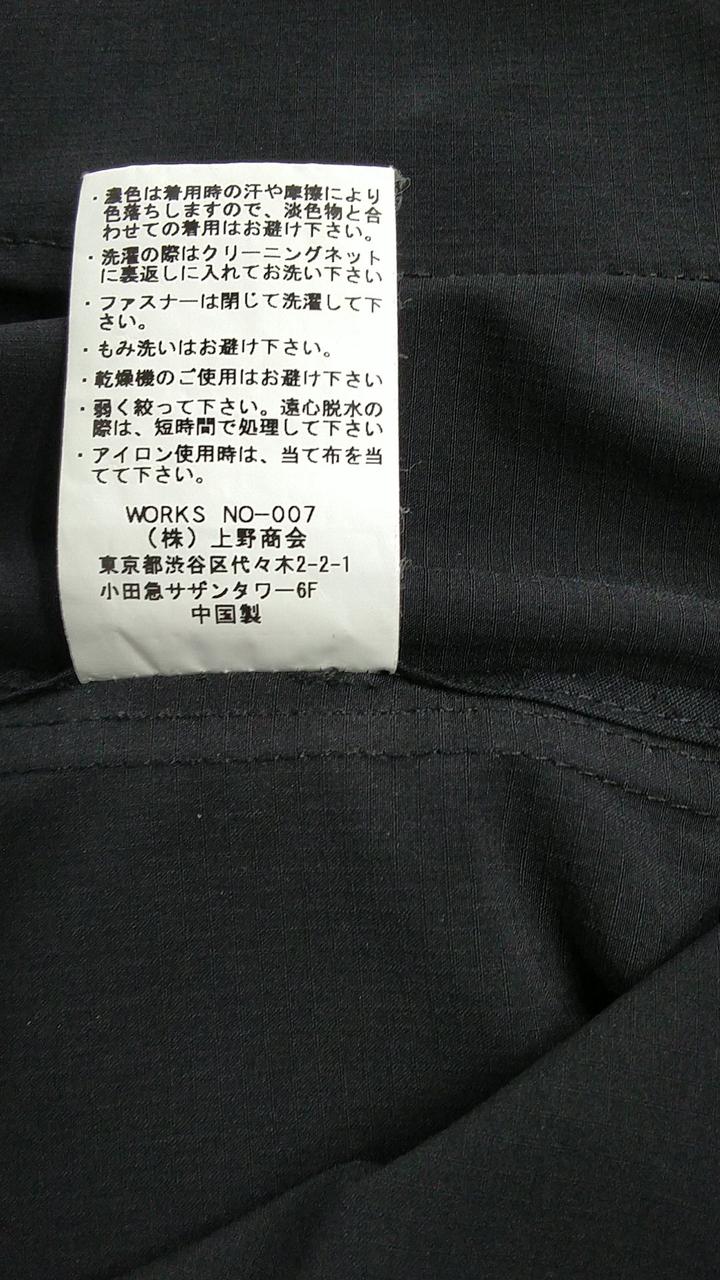 ・濃色は着用時の汗や摩擦により
色落ちしますので、淡色物と合
わせての着用はお避け下さい。
・洗濯の際はクリーニングネット
に裏返しに入れてお洗い下さい
・ファスナーは閉じて洗濯して下
さい。
・もみ洗いはお避け下さい。
・乾燥機のご使用はお避け下さい
・弱く絞って下さい。遠心脱水の
際は、短時間で処理して下さい
・アイロン使用時は、当て布を当
てて下さい。
WORKS NO-007
(株)上野商会
東京都渋谷区代々木2-2-1
小田急サザンタワー6F
中国製